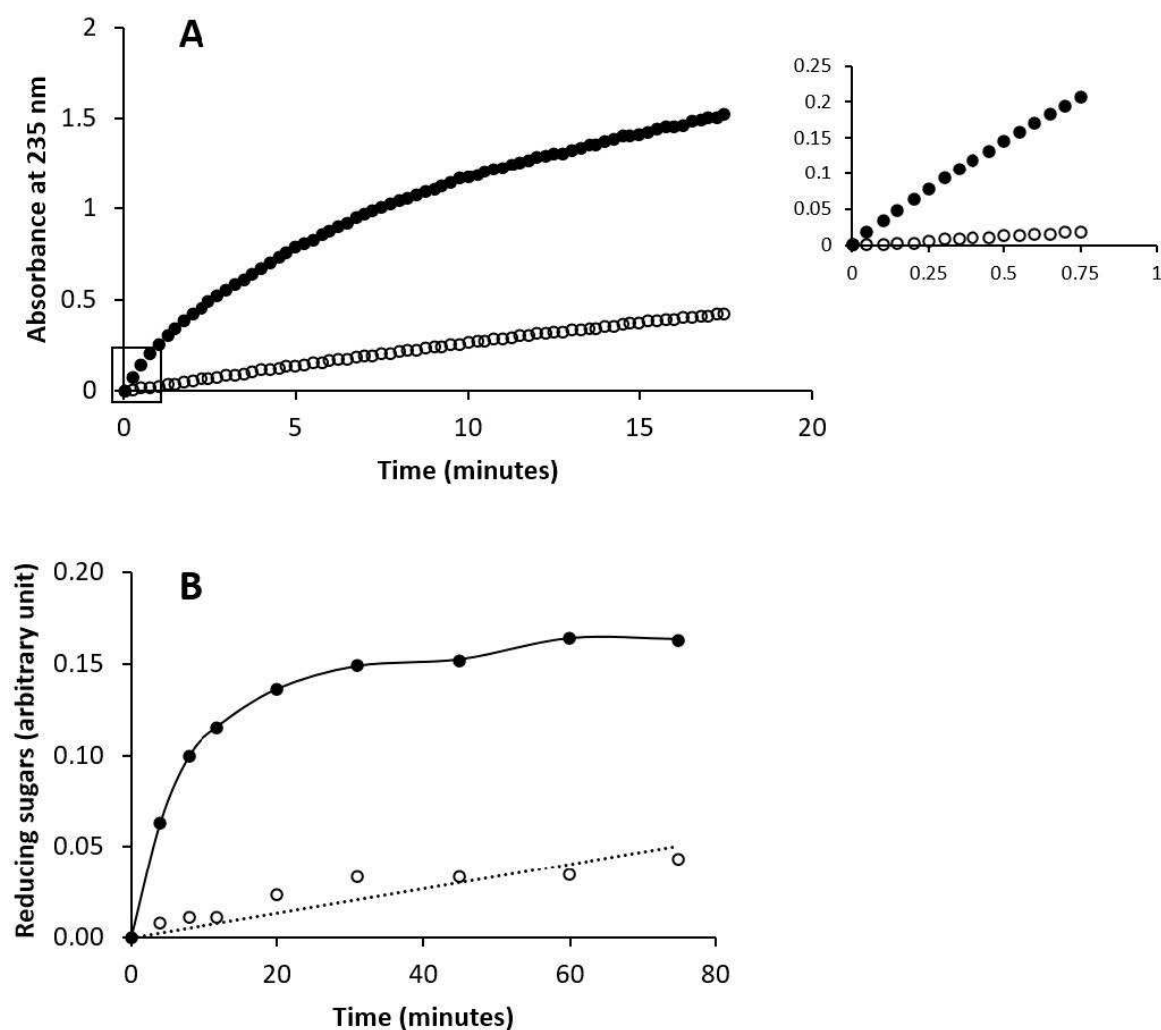 A
Absorbance at 235 nm
2
1.5
1
0.5
0
0 5 10 15 20
Time (minutes)
0.25
0.2
0.15
0.1
0.05
0
0 0.25 0.5 0.75 1
B
Reducing sugars (arbitrary unit)
0.20
0.15
0.10
0.05
0.00
0 20 40 60 80
Time (minutes)